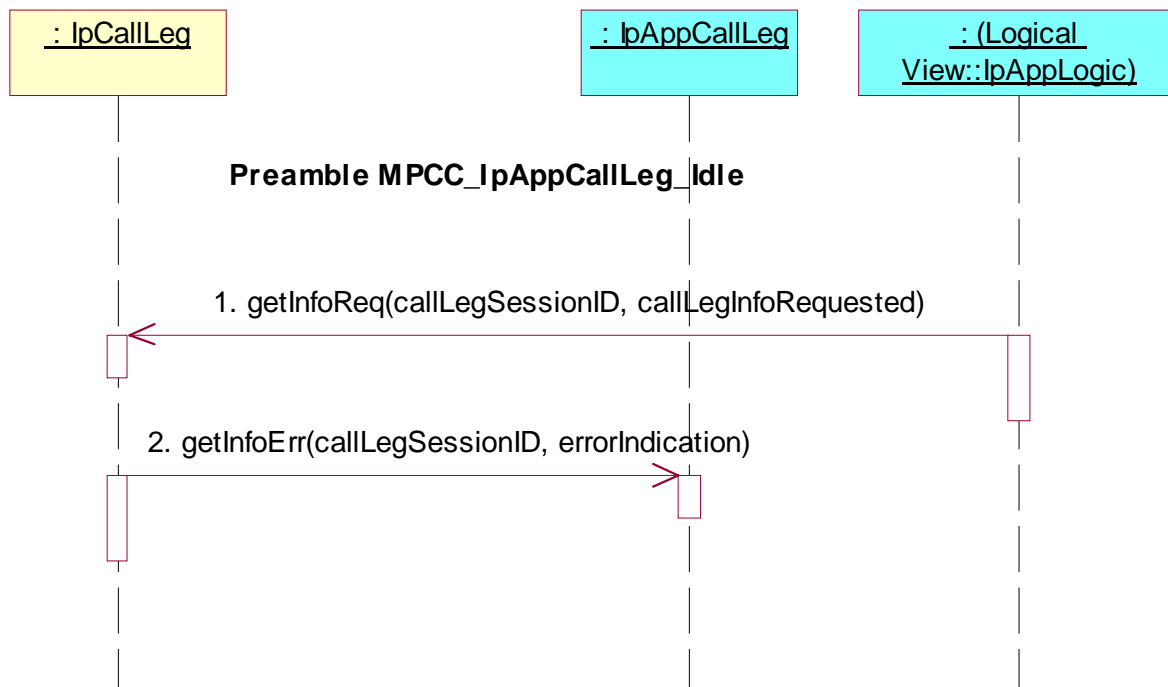 : IpCallLeg
: IpAppCallLeg
: (Logical
View::IpAppLogic)
Preamble MPCC_IpAppCallLeg_Idle
1. getInfoReq(callLegSessionID, callLegInfoRequested)
2. getInfoErr(callLegSessionID, errorIndication)